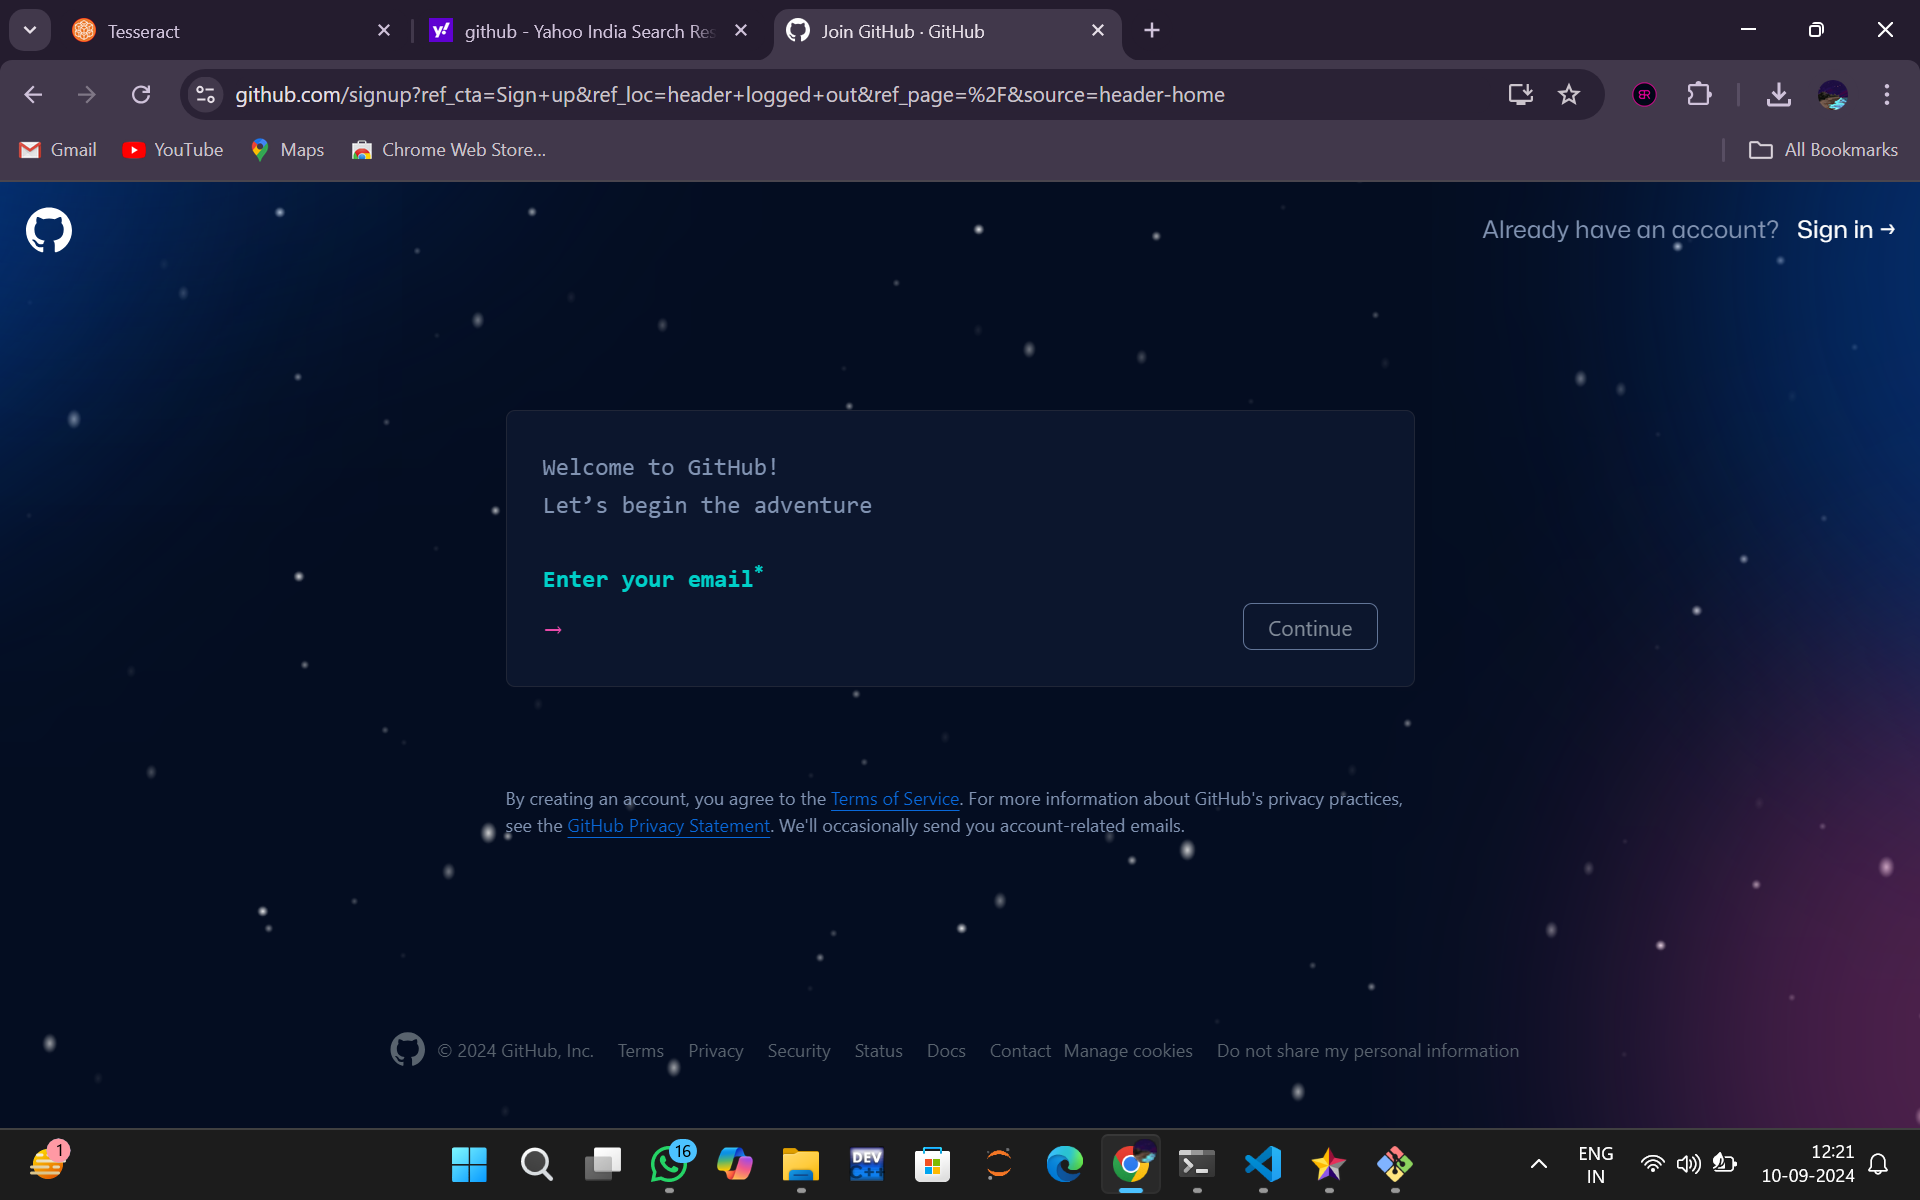 Tesseract
github - Yahoo India Search Res
Join GitHub · GitHub
github.com/signup?ref_cta=Sign+up&ref_loc=header+logged+out&ref_page=%2F&source=header-home
Gmail
YouTube
Maps
Chrome Web Store...
All Bookmarks
Already have an account? Sign in →
Welcome to GitHub!
Let’s begin the adventure
Enter your email*
→
Continue
By creating an account, you agree to the Terms of Service. For more information about GitHub's privacy practices,
see the GitHub Privacy Statement. We'll occasionally send you account-related emails.
© 2024 GitHub, Inc.
Terms
Privacy
Security
Status
Docs
Contact
Manage cookies
Do not share my personal information
1
16
DEV
C++
ENG
IN
12:21
10-09-2024